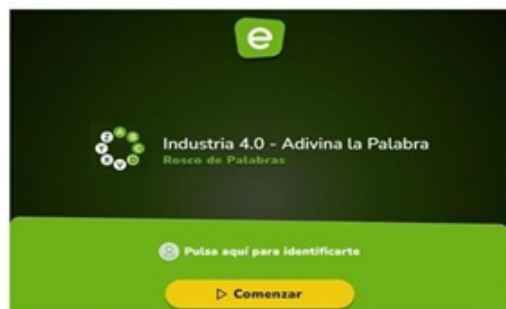 e
Industria 4.0 - Adivina la Palabra
Rosco de Palabras
Z A B C D U X Y
Pulsa aquí para identificarte
Comenzar